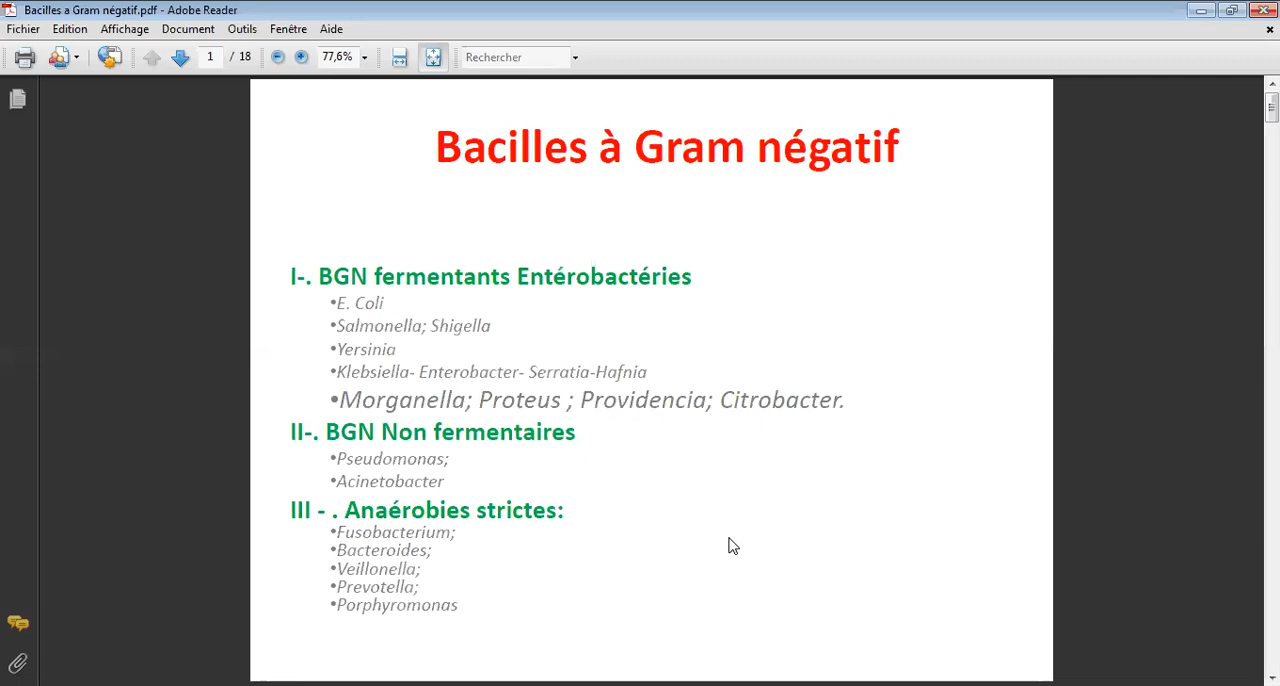 Bacilles a Gram négatif.pdf - Adobe Reader
Fichier Edition Affichage Document Outils Fenêtre Aide
1 / 18 77,6% Rechercher
Bacilles à Gram négatif
I-. BGN fermentants Entérobactéries
•E. Coli
•Salmonella; Shigella
•Yersinia
•Klebsiella- Enterobacter- Serratia-Hafnia
•Morganella; Proteus ; Providencia; Citrobacter.
II-. BGN Non fermentaires
•Pseudomonas;
•Acinetobacter
III - . Anaérobies strictes:
•Fusobacterium;
•Bacteroides;
•Veillonella;
•Prevotella;
•Porphyromonas